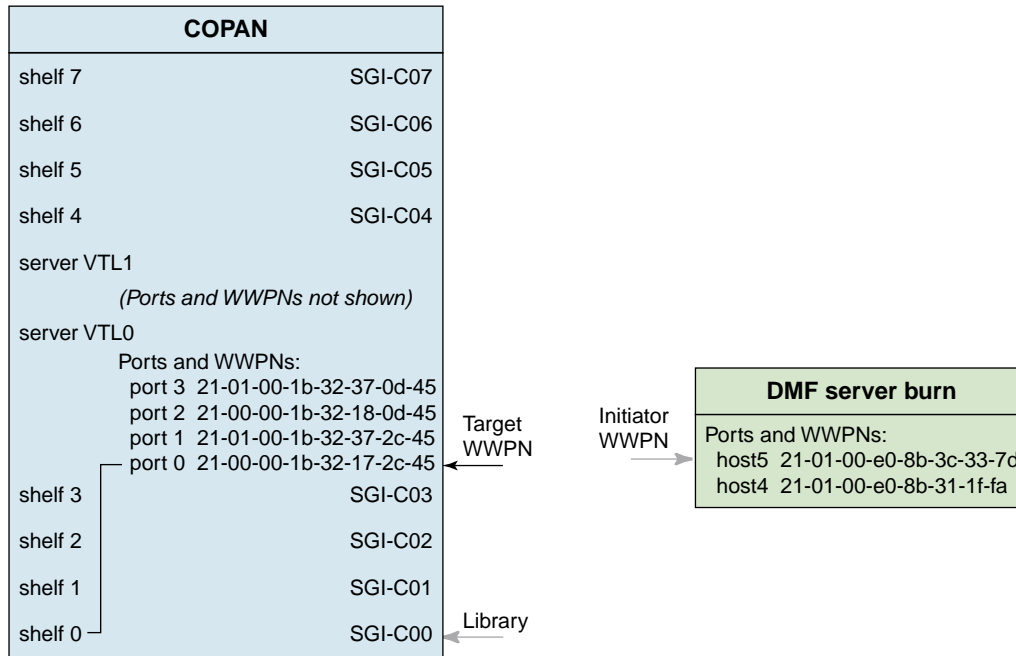 COPAN
shelf 7 SGI-C07
shelf 6 SGI-C06
shelf 5 SGI-C05
shelf 4 SGI-C04
server VTL1
(Ports and WWPNs not shown)
server VTL0
Ports and WWPNs:
port 3 21-01-00-1b-32-37-0d-45
port 2 21-00-00-1b-32-18-0d-45
port 1 21-01-00-1b-32-37-2c-45
port 0 21-00-00-1b-32-17-2c-45
shelf 3 SGI-C03
shelf 2 SGI-C02
shelf 1 SGI-C01
shelf 0 SGI-C00
Target
WWPN
Library
Initiator
WWPN
DMF server burn
Ports and WWPNs:
host5 21-01-00-e0-8b-3c-33-7d
host4 21-01-00-e0-8b-31-1f-fa